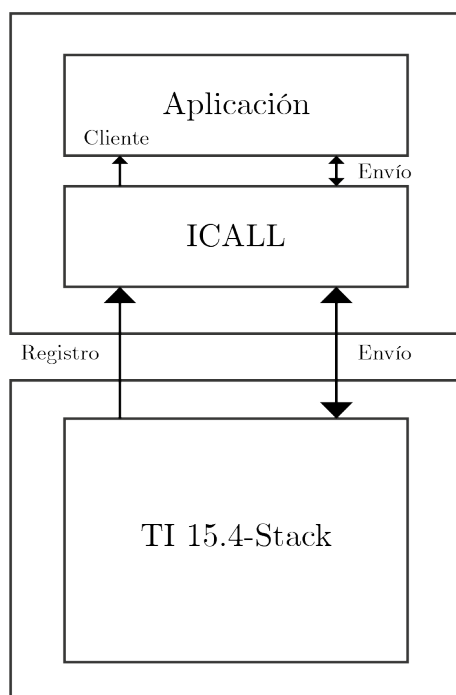 Aplicación
Cliente
Envío
ICALL
Registro
Envío
TI 15.4-Stack